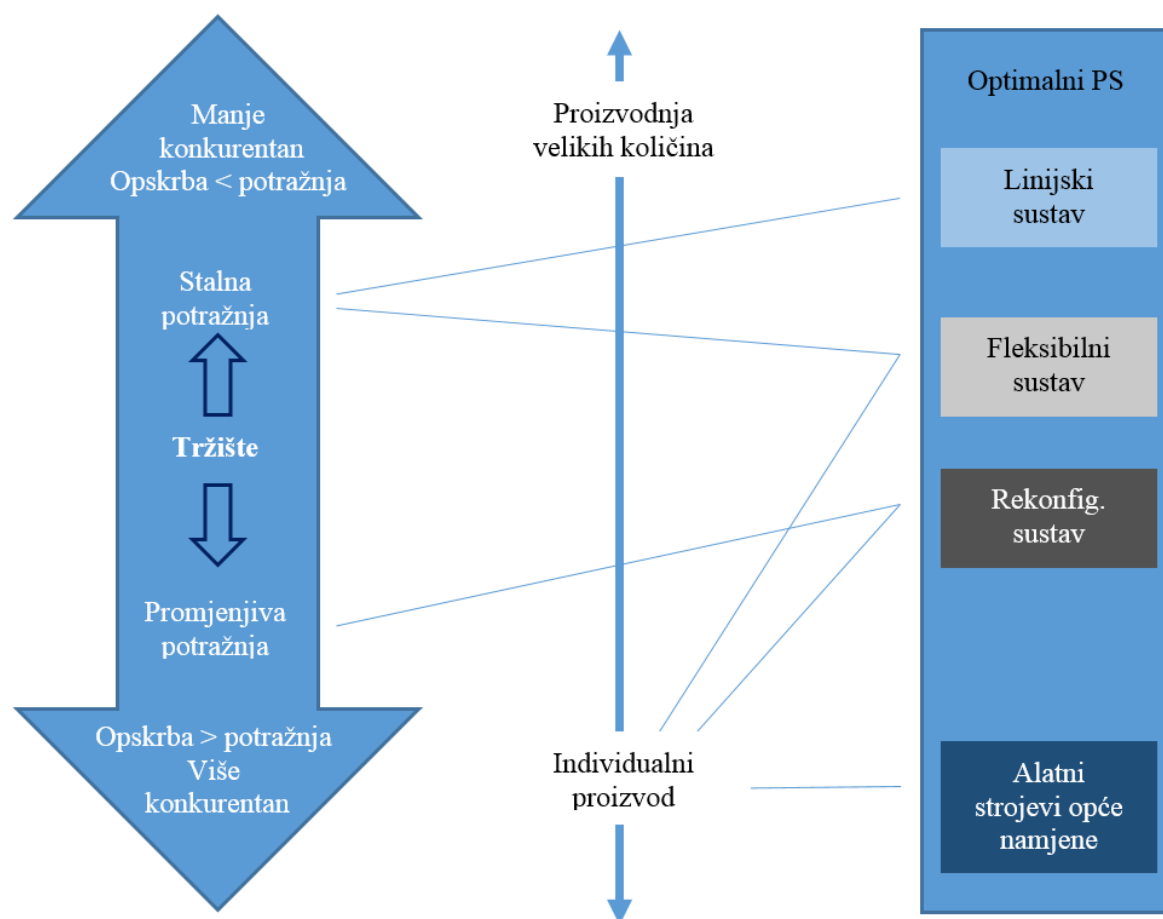 Manje
konkurentan
Opskrba < potražnja
Stalna
potražnja
Tržište
Promjenjiva
potražnja
Opskrba > potražnja
Više
konkurentan
Proizvodnja
velikih količina
Individualni
proizvod
Optimalni PS
Linijski
sustav
Fleksibilni
sustav
Rekonfig.
sustav
Alatni
strojevi opće
namjene